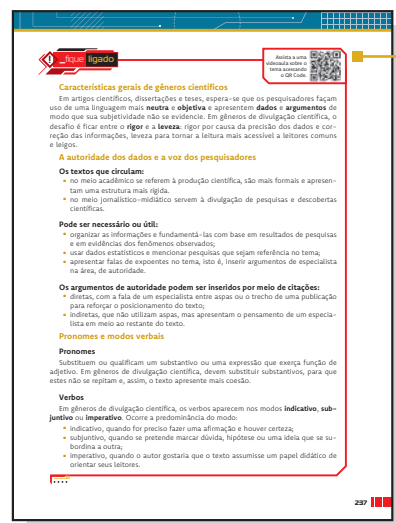 _fique ligado
Assista a uma
videoaula sobre o
tema acessando
o QR Code.
Características gerais de gêneros científicos
Em artigos científicos, dissertações e teses, espera-se que os pesquisadores façam
uso de uma linguagem mais neutra e objetiva e apresentem dados e argumentos de
modo que sua subjetividade não se evidencie. Em gêneros de divulgação científica, o
desafio é ficar entre o rigor e a leveza: rigor por causa da precisão dos dados e cor-
reção das informações, leveza para tornar a leitura mais acessível a leitores comuns
e leigos.
A autoridade dos dados e a voz dos pesquisadores
Os textos que circulam:
▪ no meio acadêmico se referem à produção científica, são mais formais e apresen-
tam uma estrutura mais rígida.
▪ no meio jornalístico-midiático servem à divulgação de pesquisas e descobertas
científicas.
Pode ser necessário ou útil:
▪ organizar as informações e fundamentá-las com base em resultados de pesquisas
e em evidências dos fenômenos observados;
▪ usar dados estatísticos e mencionar pesquisas que sejam referência no tema;
▪ apresentar falas de expoentes no tema, isto é, inserir argumentos de especialista
na área, de autoridade.
Os argumentos de autoridade podem ser inseridos por meio de citações:
▪ diretas, com a fala de um especialista entre aspas ou o trecho de uma publicação
para reforçar o posicionamento do texto;
▪ indiretas, que não utilizam aspas, mas apresentam o pensamento de um especia-
lista em meio ao restante do texto.
Pronomes e modos verbais
Pronomes
Substituem ou qualificam um substantivo ou uma expressão que exerça função de
adjetivo. Em gêneros de divulgação científica, devem substituir substantivos, para que
estes não se repitam e, assim, o texto apresente mais coesão.
Verbos
Em gêneros de divulgação científica, os verbos aparecem nos modos indicativo, sub-
juntivo ou imperativo. Ocorre a predominância do modo:
▪ indicativo, quando for preciso fazer uma afirmação e houver certeza;
▪ subjuntivo, quando se pretende marcar dúvida, hipótese ou uma ideia que se su-
bordina a outra;
▪ imperativo, quando o autor gostaria que o texto assumisse um papel didático de
orientar seus leitores.
237